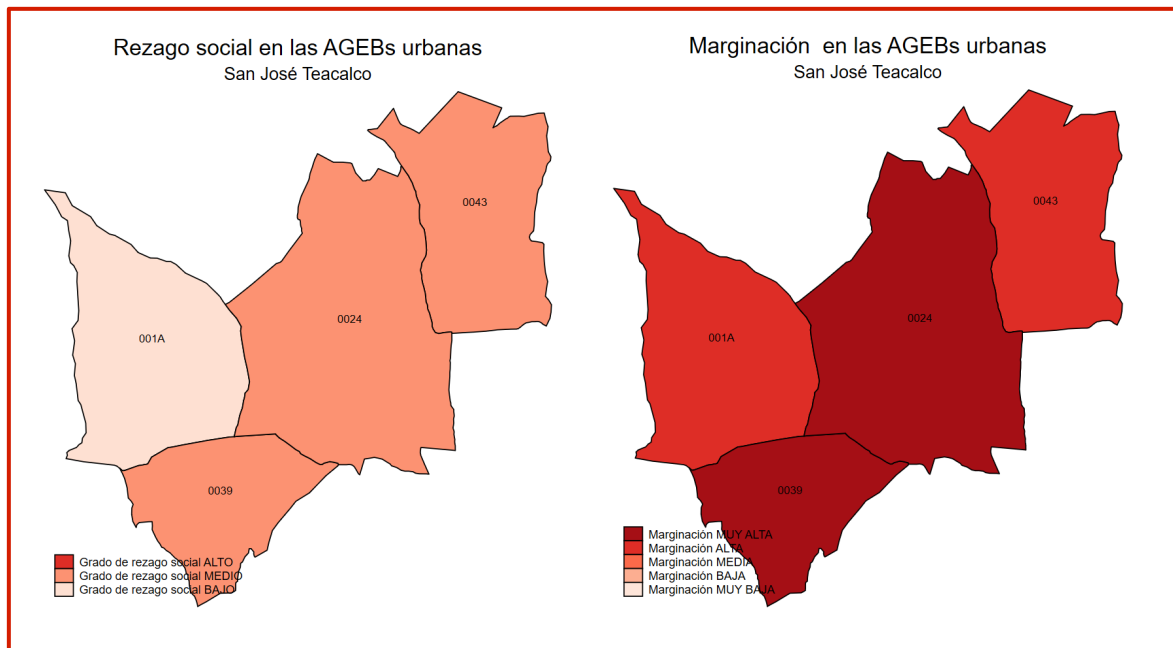 Rezago social en las AGEBs urbanas
San José Teacalco
0043
0024
001A
0039
Grado de rezago social ALTO
Grado de rezago social MEDIO
Grado de rezago social BAJO
Marginación  en las AGEBs urbanas
San José Teacalco
0043
0024
001A
0039
Marginación MUY ALTA
Marginación ALTA
Marginación MEDIA
Marginación BAJA
Marginación MUY BAJA